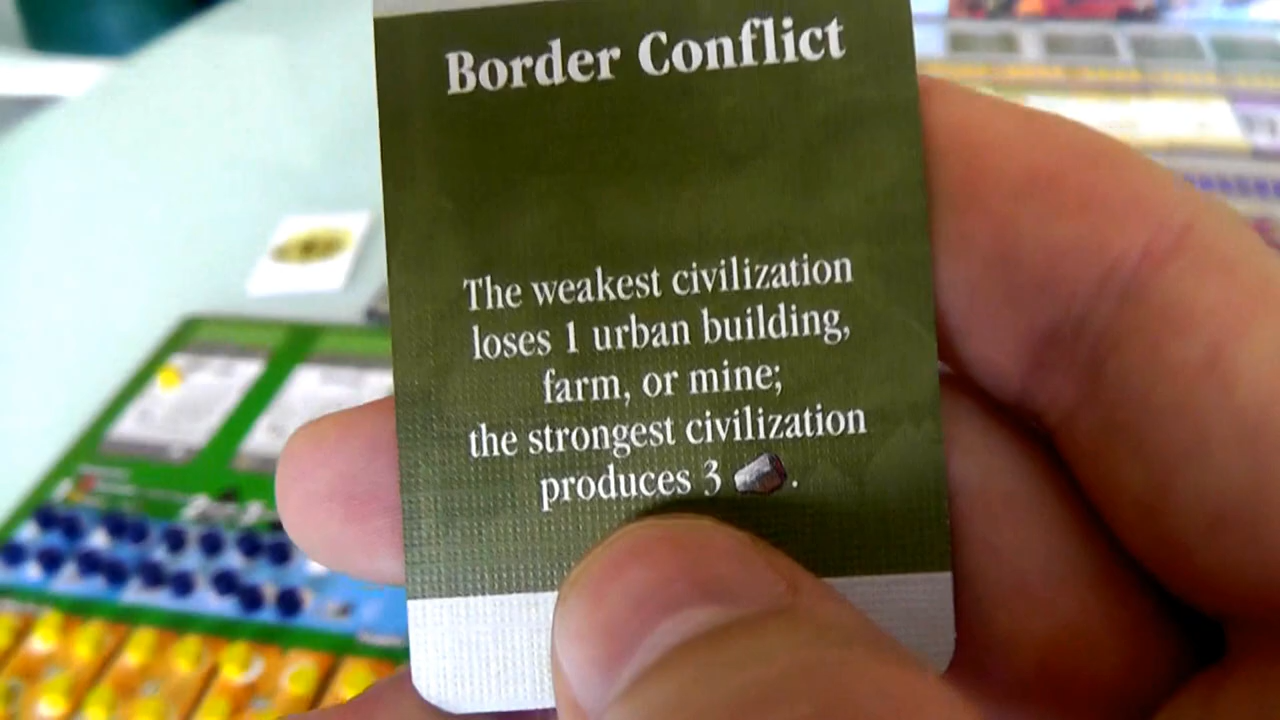 Border Conflict
The weakest civilization
loses 1 urban building,
farm, or mine;
the strongest civilization
produces 3 .